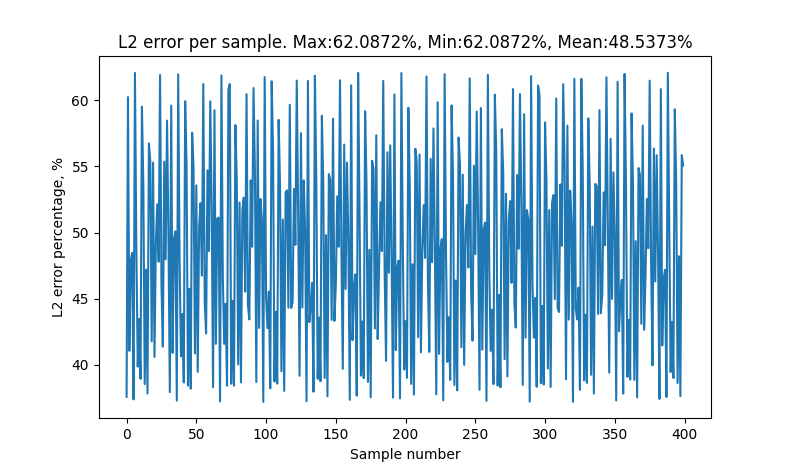 L2 error per sample. Max:62.0872%, Min:62.0872%, Mean:48.5373%
60
55
50
45
40
L2 error percentage, %
0 50 100 150 200 250 300 350 400
Sample number